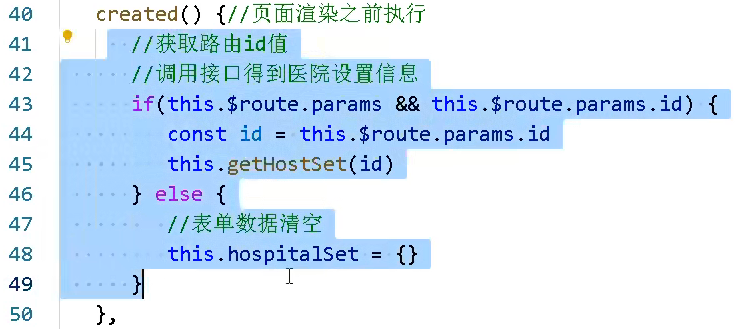 40 created() {//页面渲染之前执行
41 //获取路由id值
42 //调用接口得到医院设置信息
43 if(this.$route.params && this.$route.params.id) {
44 const id = this.$route.params.id
45 this.getHostSet(id)
46 } else {
47 //表单数据清空
48 this.hospitalSet = {}
49 }
50 },